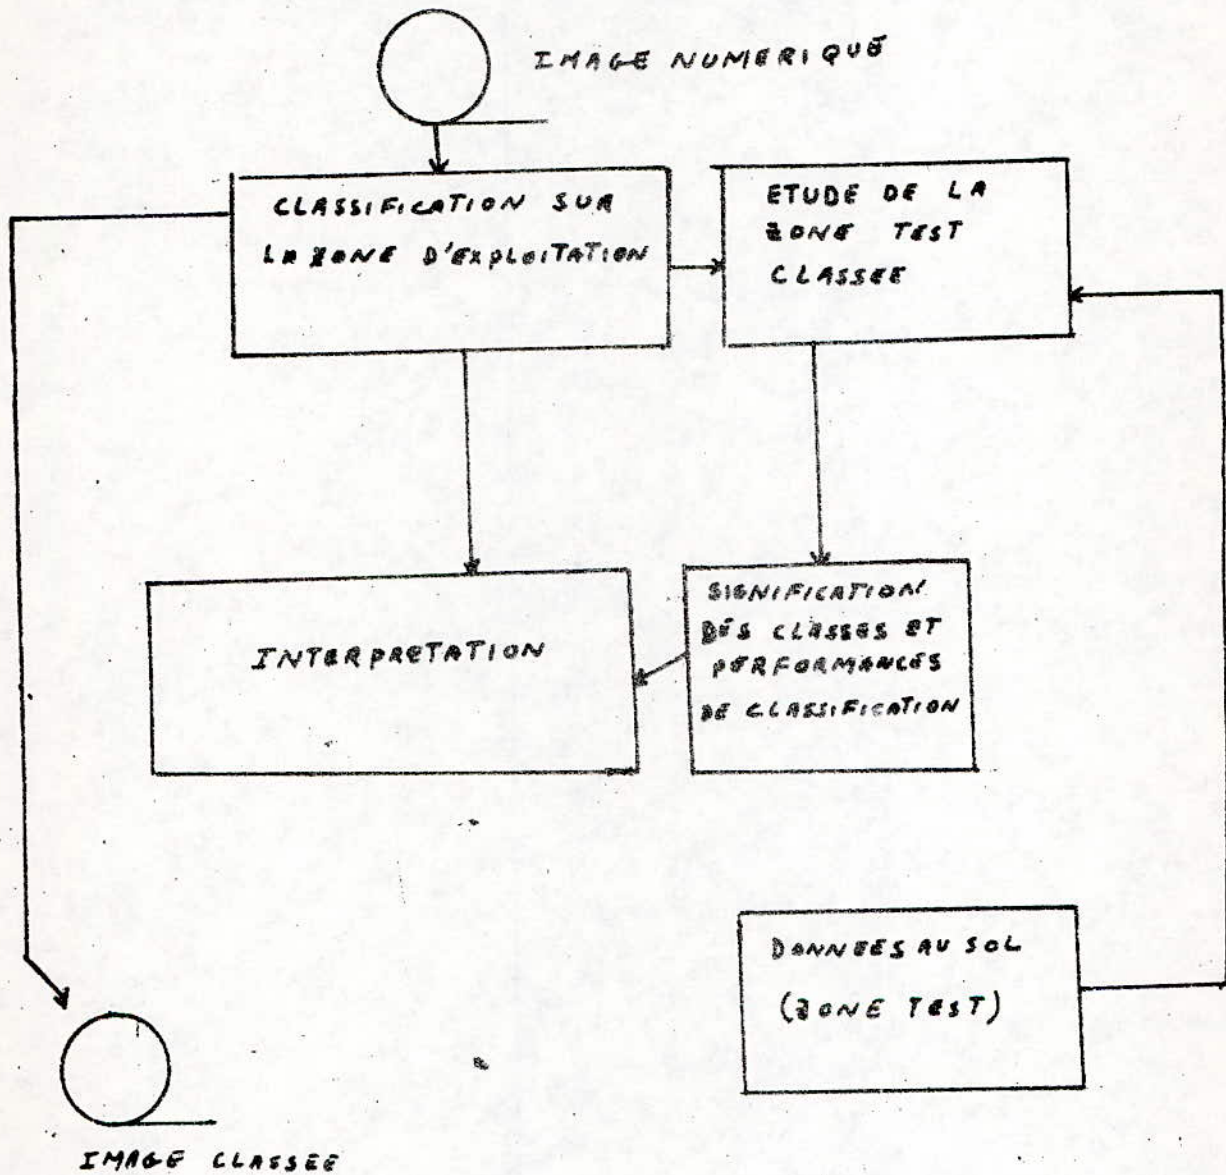 IMAGE NUMERIQUE
CLASSIFICATION SUR
LA ZONE D'EXPLOITATION
ETUDE DE LA
ZONE TEST
CLASSEE
INTERPRETATION
SIGNIFICATION
DES CLASSES ET
PERFORMANCES
DE CLASSIFICATION
DONNEES AU SOL
(ZONE TEST)
IMAGE CLASSEE